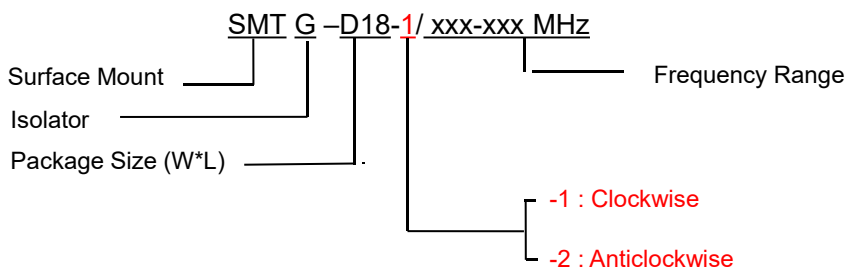 SMT G –D18-1/ xxx-xxx MHz
Surface Mount
Frequency Range
Isolator
Package Size (W*L)
-1 : Clockwise
-2 : Anticlockwise